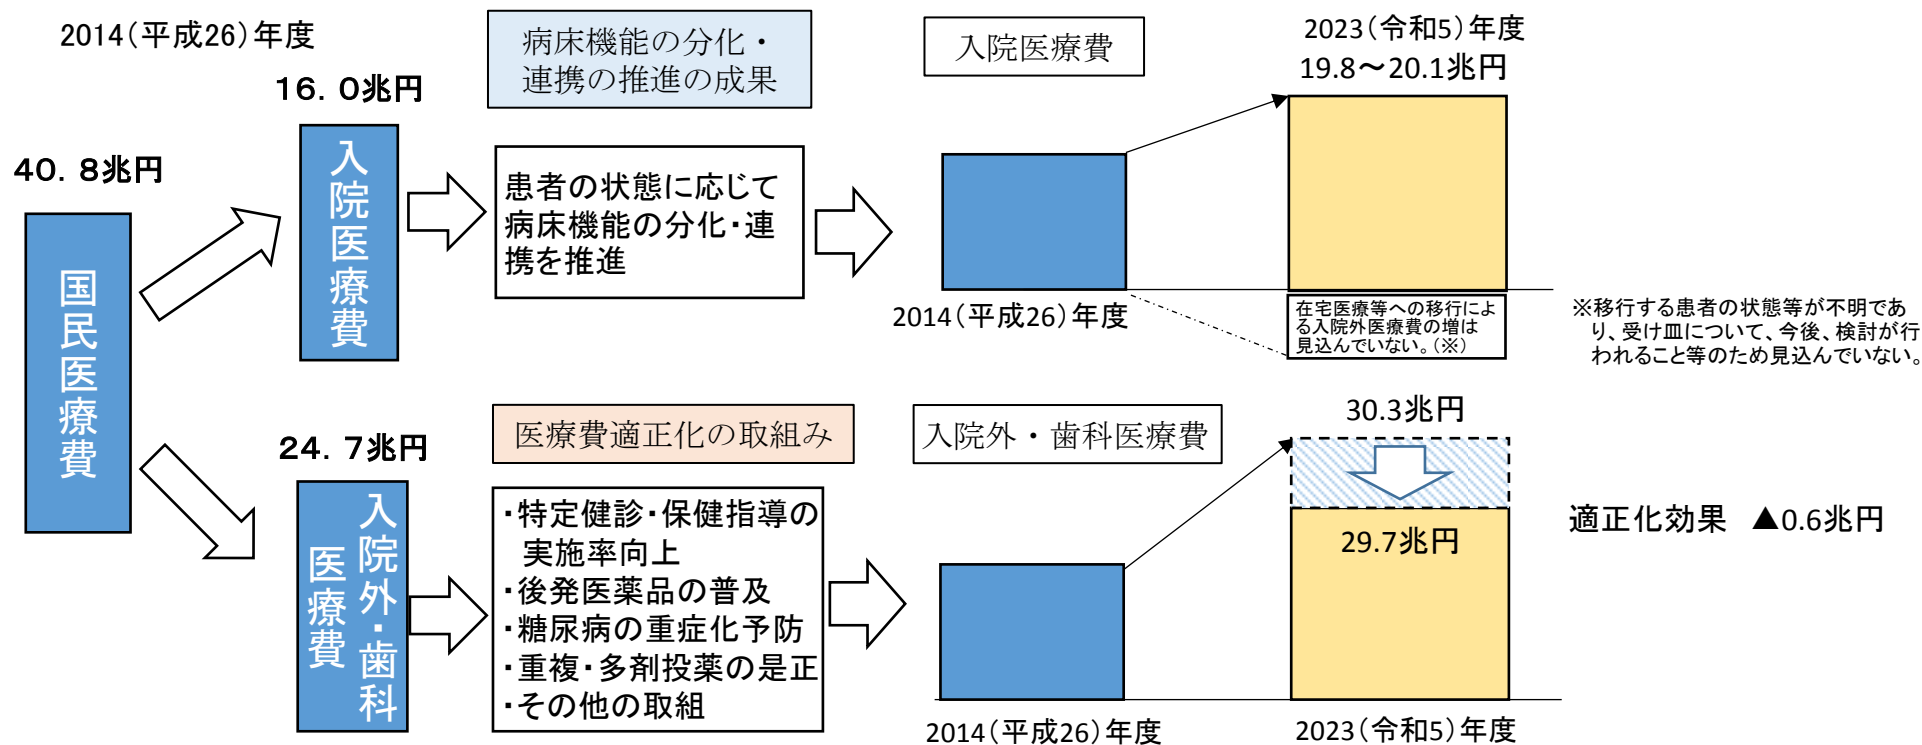 2014(平成26)年度
40.8兆円
国民医療費
16.0兆円
入院医療費
病床機能の分化・
連携の推進の成果
患者の状態に応じて
病床機能の分化・連
携を推進
入院医療費
2014(平成26)年度
2023(令和5)年度
19.8~20.1兆円
在宅医療等への移行によ
る入院外医療費の増は
見込んでいない。(※)
※移行する患者の状態等が不明であ
り、受け皿について、今後、検討が行
われること等のため見込んでいない。
24.7兆円
入院外・歯科
医療費
医療費適正化の取組み
・特定健診・保健指導の
実施率向上
・後発医薬品の普及
・糖尿病の重症化予防
・重複・多剤投薬の是正
・その他の取組
入院外・歯科医療費
2014(平成26)年度
30.3兆円
29.7兆円
2023(令和5)年度
適正化効果 ▲0.6兆円